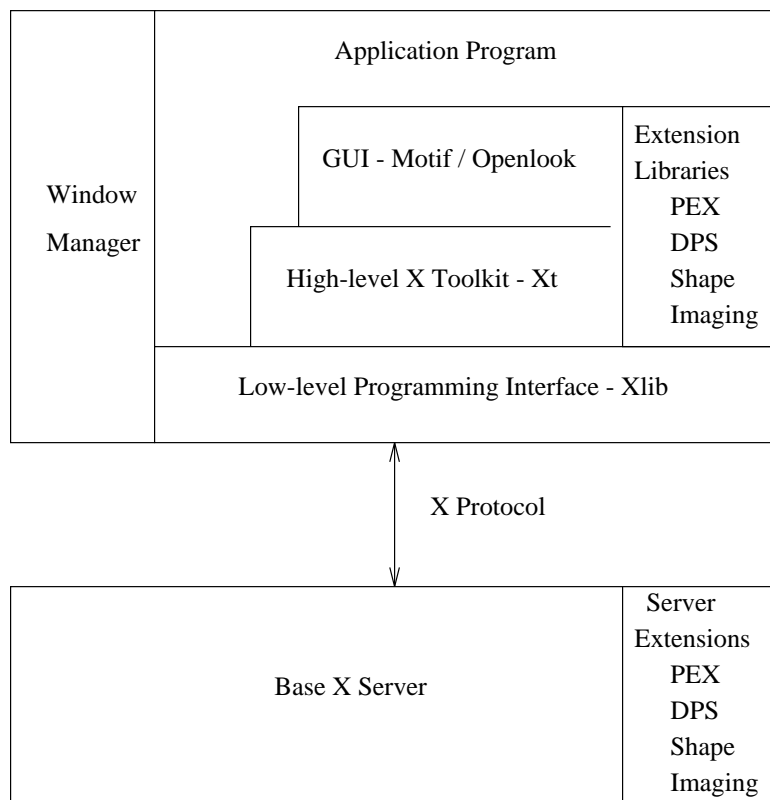 Application Program
GUI - Motif / Openlook
Extension
Libraries
PEX
DPS
Shape
Imaging
Window
Manager
High-level X Toolkit - Xt
Low-level Programming Interface - Xlib
X Protocol
Base X Server
Server
Extensions
PEX
DPS
Shape
Imaging